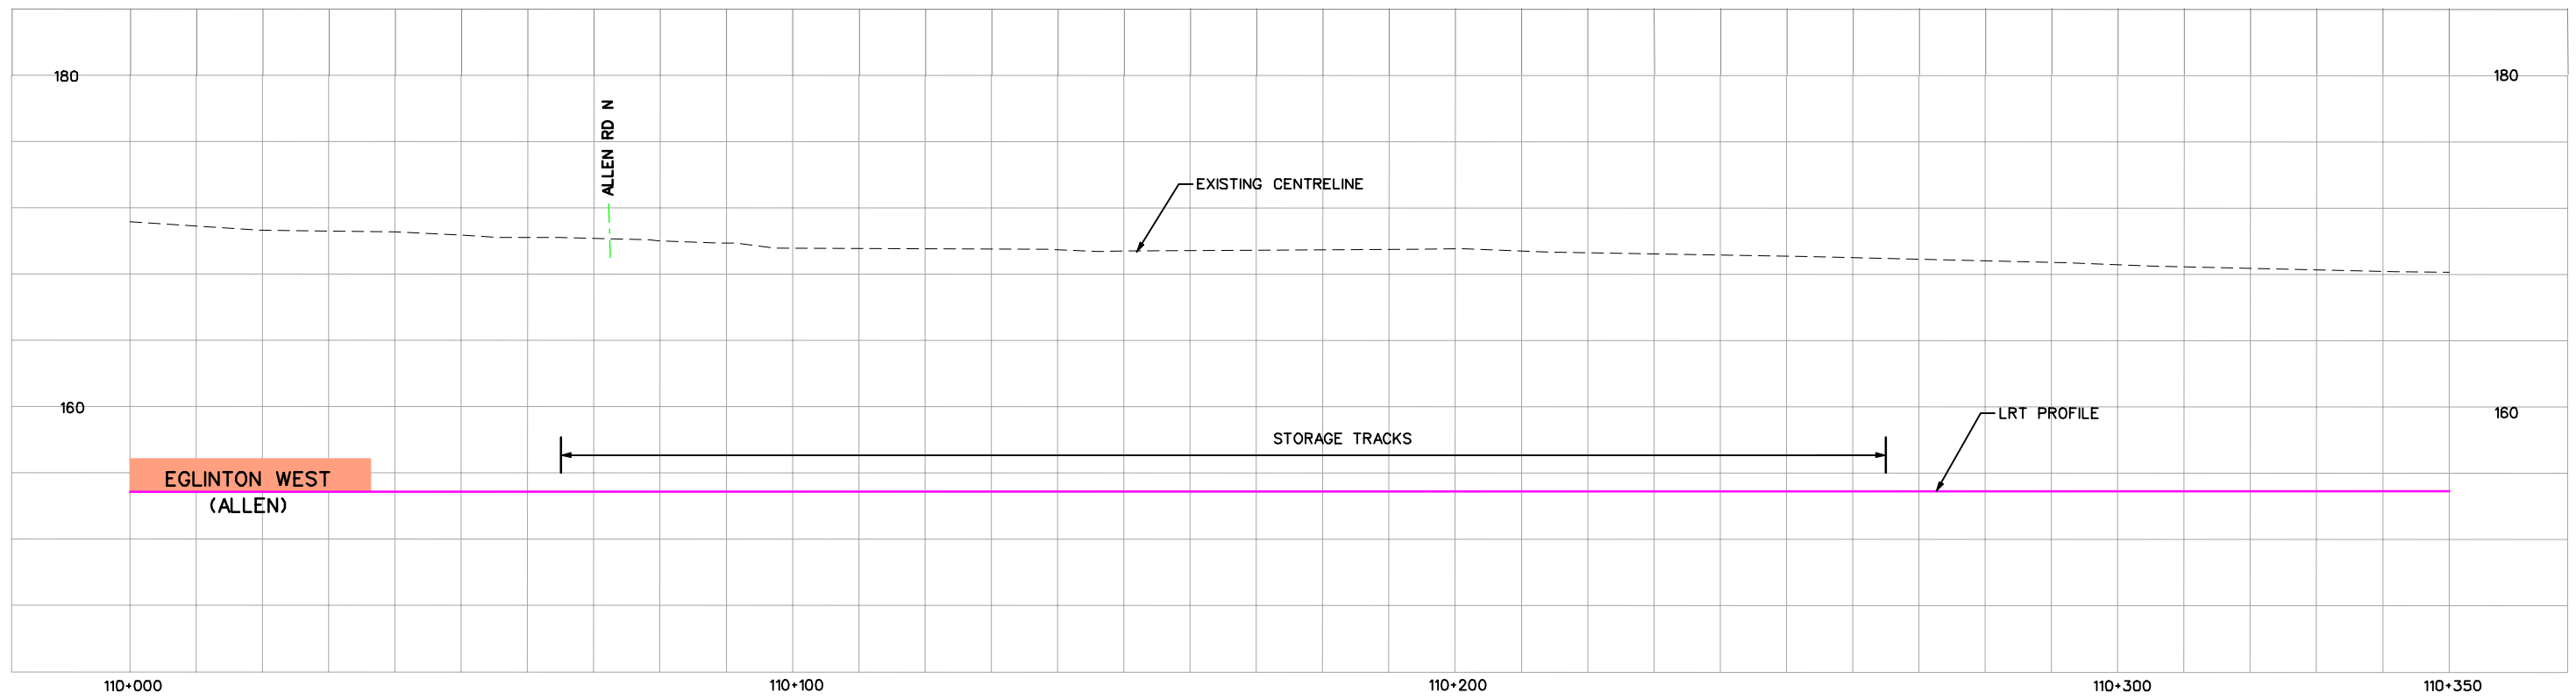 180
180
ALLEN RD N
EXISTING CENTRELINE
160
160
LRT PROFILE
STORAGE TRACKS
EGLINTON WEST
(ALLEN)
110+000
110+100
110+200
110+300
110+350